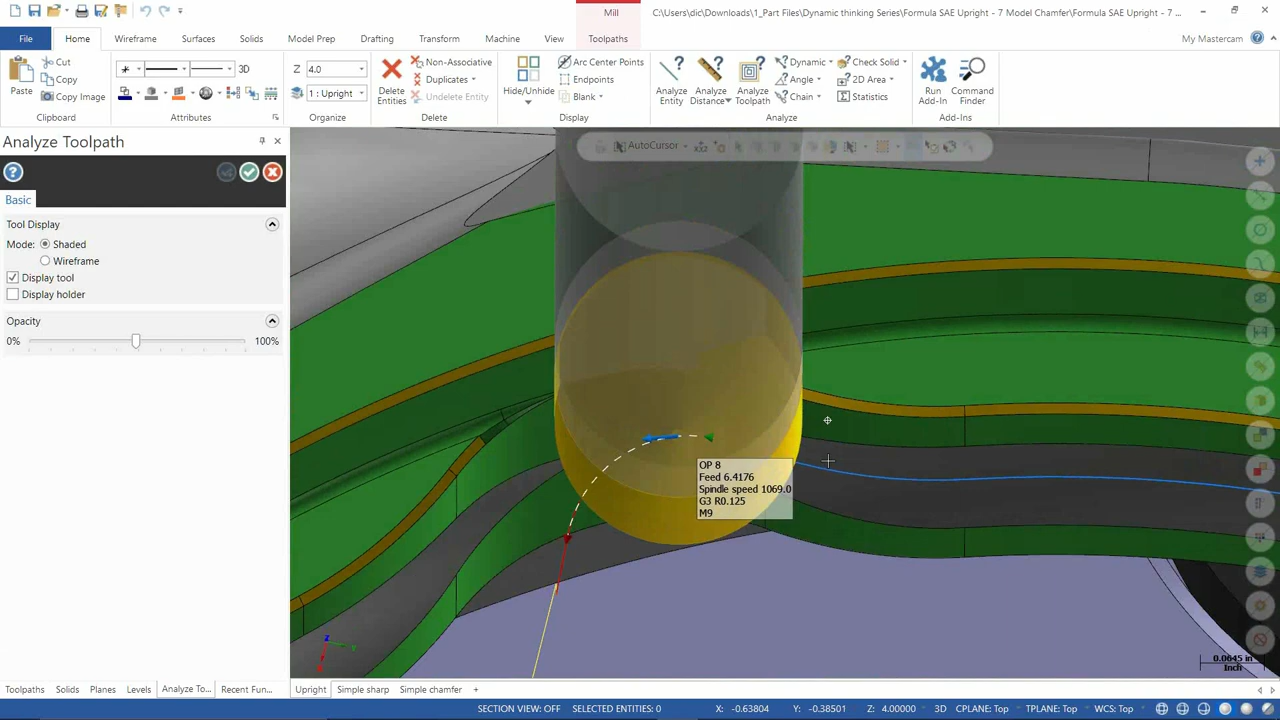 Mill
C:\Users\dic\Downloads\1_Part Files\Dynamic thinking Series\Formula SAE Upright - 7 Model Chamfer\Formula SAE Upright - 7 ...
File
Home
Wireframe
Surfaces
Solids
Model Prep
Drafting
Transform
Machine
View
Toolpaths
My Mastercam
Paste
Cut
Copy
Copy Image
Clipboard
3D
Attributes
Z 4.0
1 : Upright
Organize
Delete
Entities
Non-Associative
Duplicates
Undelete Entity
Delete
Hide/Unhide
Arc Center Points
Endpoints
Blank
Display
Analyze
Entity
Analyze
Distance
Analyze
Toolpath
Dynamic
Angle
Chain
Check Solid
2D Area
Statistics
Analyze
Run
Add-In
Command
Finder
Add-Ins
Analyze Toolpath
Basic
Tool Display
Mode:
Shaded
Wireframe
Display tool
Display holder
Opacity
0%
100%
AutoCursor
OP 8
Feed 6.4176
Spindle speed 1069.0
G3 R0.125
M9
0.0645 in
Inch
Toolpaths
Solids
Planes
Levels
Analyze To...
Recent Fun...
Upright
Simple sharp
Simple chamfer
+
SECTION VIEW: OFF
SELECTED ENTITIES: 0
X: -0.63804
Y: -0.38501
Z: 4.00000
3D
CPLANE: Top
TPLANE: Top
WCS: Top